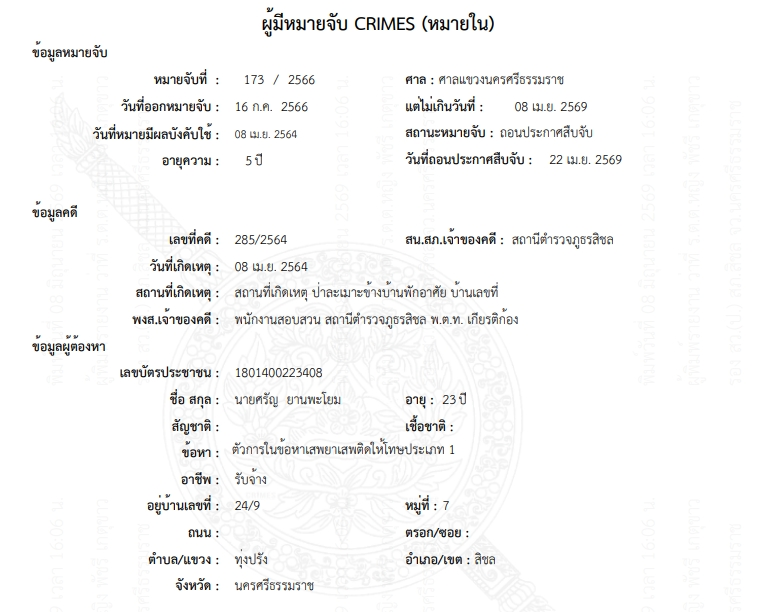 ผู้มีหมายจับ CRIMES (หมายใน)
ข้อมูลหมายจับ
หมายจับที่ : 173 / 2566 ศาล : ศาลแขวงนครศรีธรรมราช
วันที่ออกหมายจับ : 16 ก.ค. 2566 แต่ไม่เกินวันที่ : 08 เม.ย. 2569
วันที่หมายมีผลบังคับใช้ : 08 เม.ย. 2564 สถานะหมายจับ : ถอนประกาศสืบจับ
อายุความ : 5 ปี วันที่ถอนประกาศสืบจับ : 22 เม.ย. 2569
ข้อมูลคดี
เลขที่คดี : 285/2564 สน.สภ.เจ้าของคดี : สถานีตำรวจภูธรสิชล
วันที่เกิดเหตุ : 08 เม.ย. 2564
สถานที่เกิดเหตุ : สถานที่เกิดเหตุ ป่าละเมาะข้างบ้านพักอาศัย บ้านเลขที่
พงส.เจ้าของคดี : พนักงานสอบสวน สถานีตำรวจภูธรสิชล พ.ต.ท. เกียรติก้อง
ข้อมูลผู้ต้องหา
เลขบัตรประชาชน : 1801400223408
ชื่อ สกุล : นายศรัญ ยานพะโยม อายุ : 23 ปี
สัญชาติ : เชื้อชาติ :
ข้อหา : ตัวการในข้อหาเสพยาเสพติดให้โทษประเภท 1
อาชีพ : รับจ้าง
อยู่บ้านเลขที่ : 24/9 หมู่ที่ : 7
ถนน : ตรอก/ซอย :
ตำบล/แขวง : ทุ่งปรัง อำเภอ/เขต : สิชล
จังหวัด : นครศรีธรรมราช